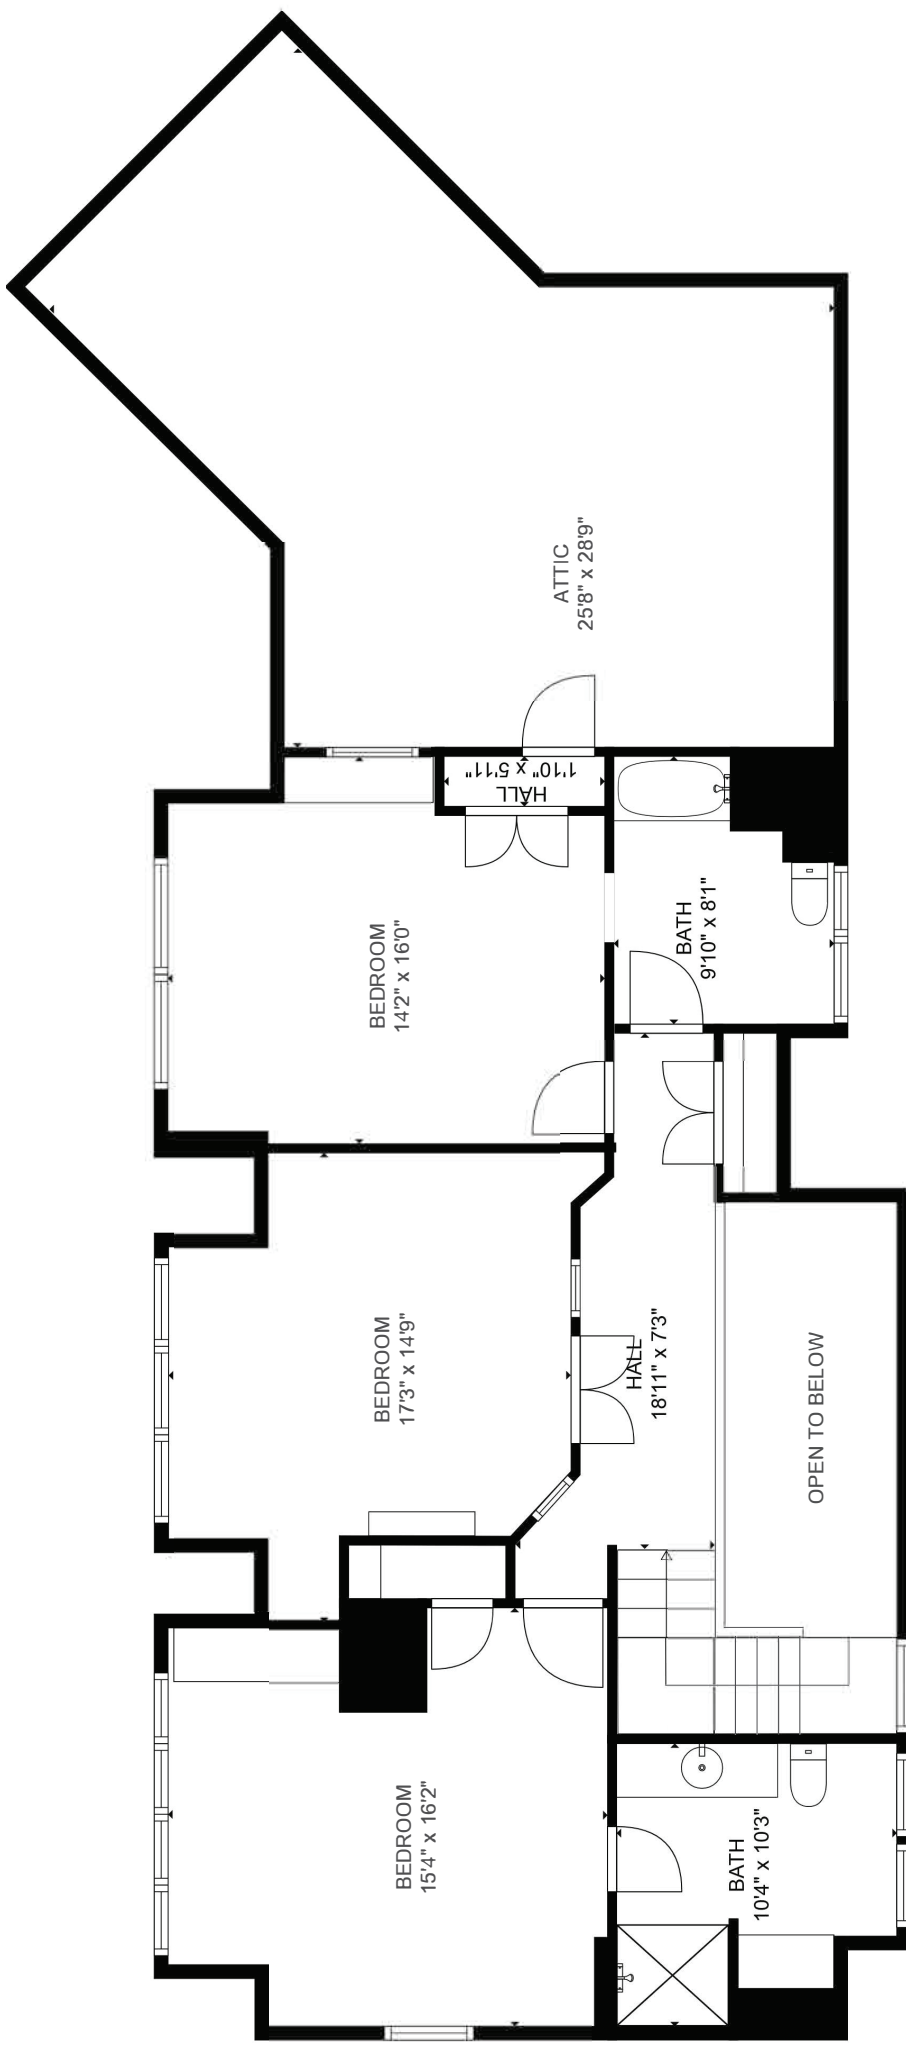 ATTIC
25'8" x 28'9"
HALL
1'10" x 5'11"
BEDROOM
14'2" x 16'0"
BATH
9'10" x 8'1"
BEDROOM
17'3" x 14'9"
HALL
18'11" x 7'3"
OPEN TO BELOW
BEDROOM
15'4" x 16'2"
BATH
10'4" x 10'3"